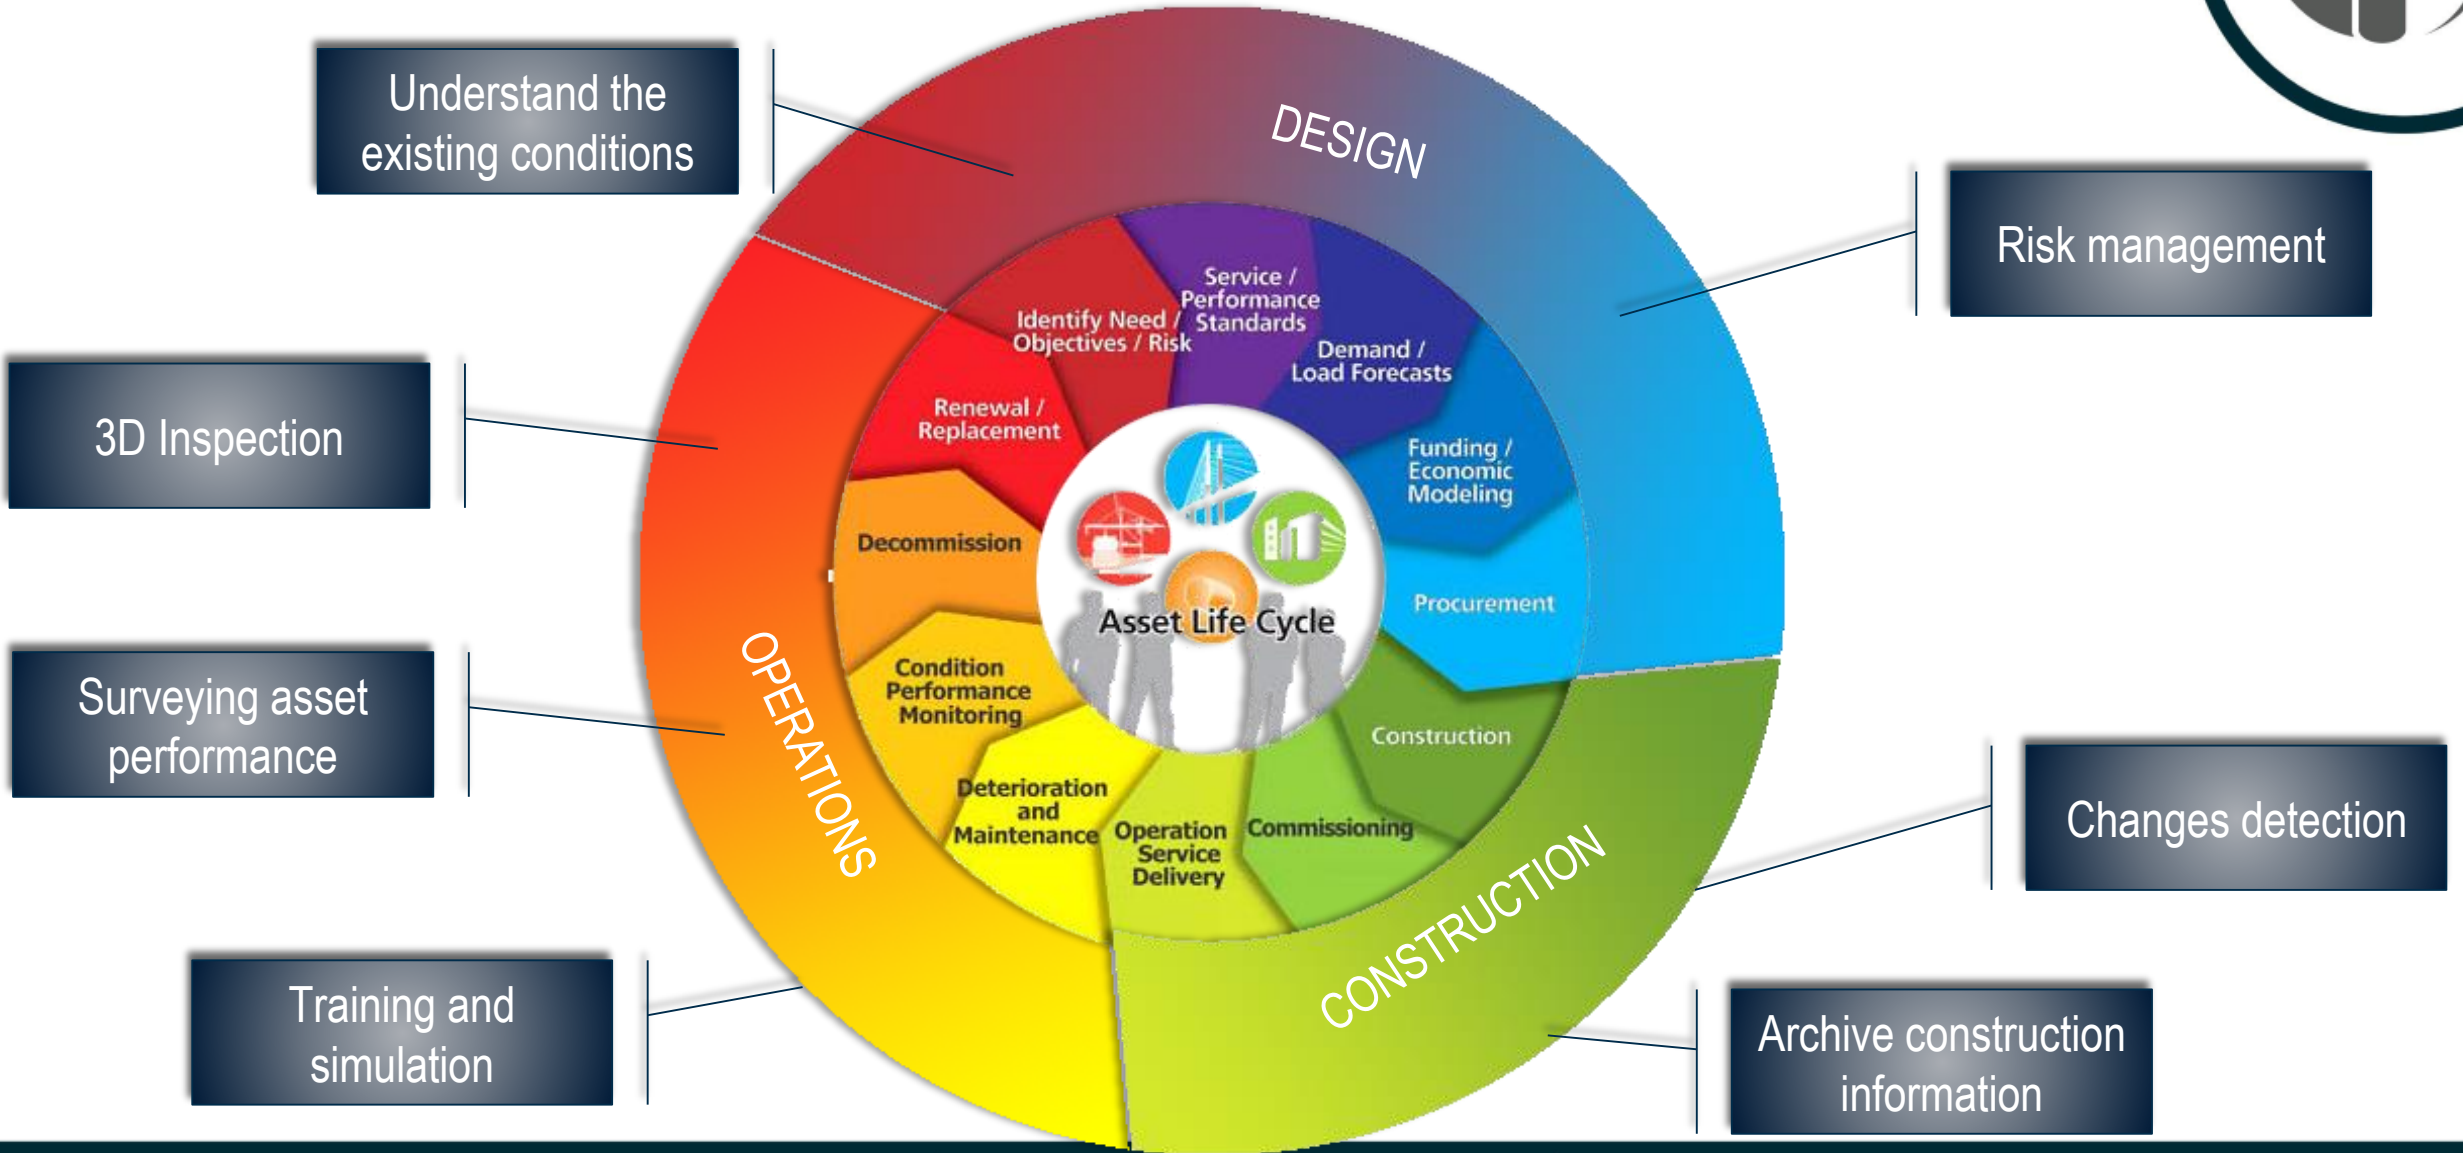 Understand the
existing conditions
DESIGN
Risk management
3D Inspection
Surveying asset
performance
OPERATIONS
Training and
simulation
Changes detection
CONSTRUCTION
Archive construction
information
Identify Need /
Objectives / Risk
Service /
Performance
Standards
Demand /
Load Forecasts
Funding /
Economic
Modeling
Procurement
Construction
Commissioning
Operation
Service
Delivery
Deterioration
and
Maintenance
Condition
Performance
Monitoring
Decommission
Renewal /
Replacement
Asset Life Cycle